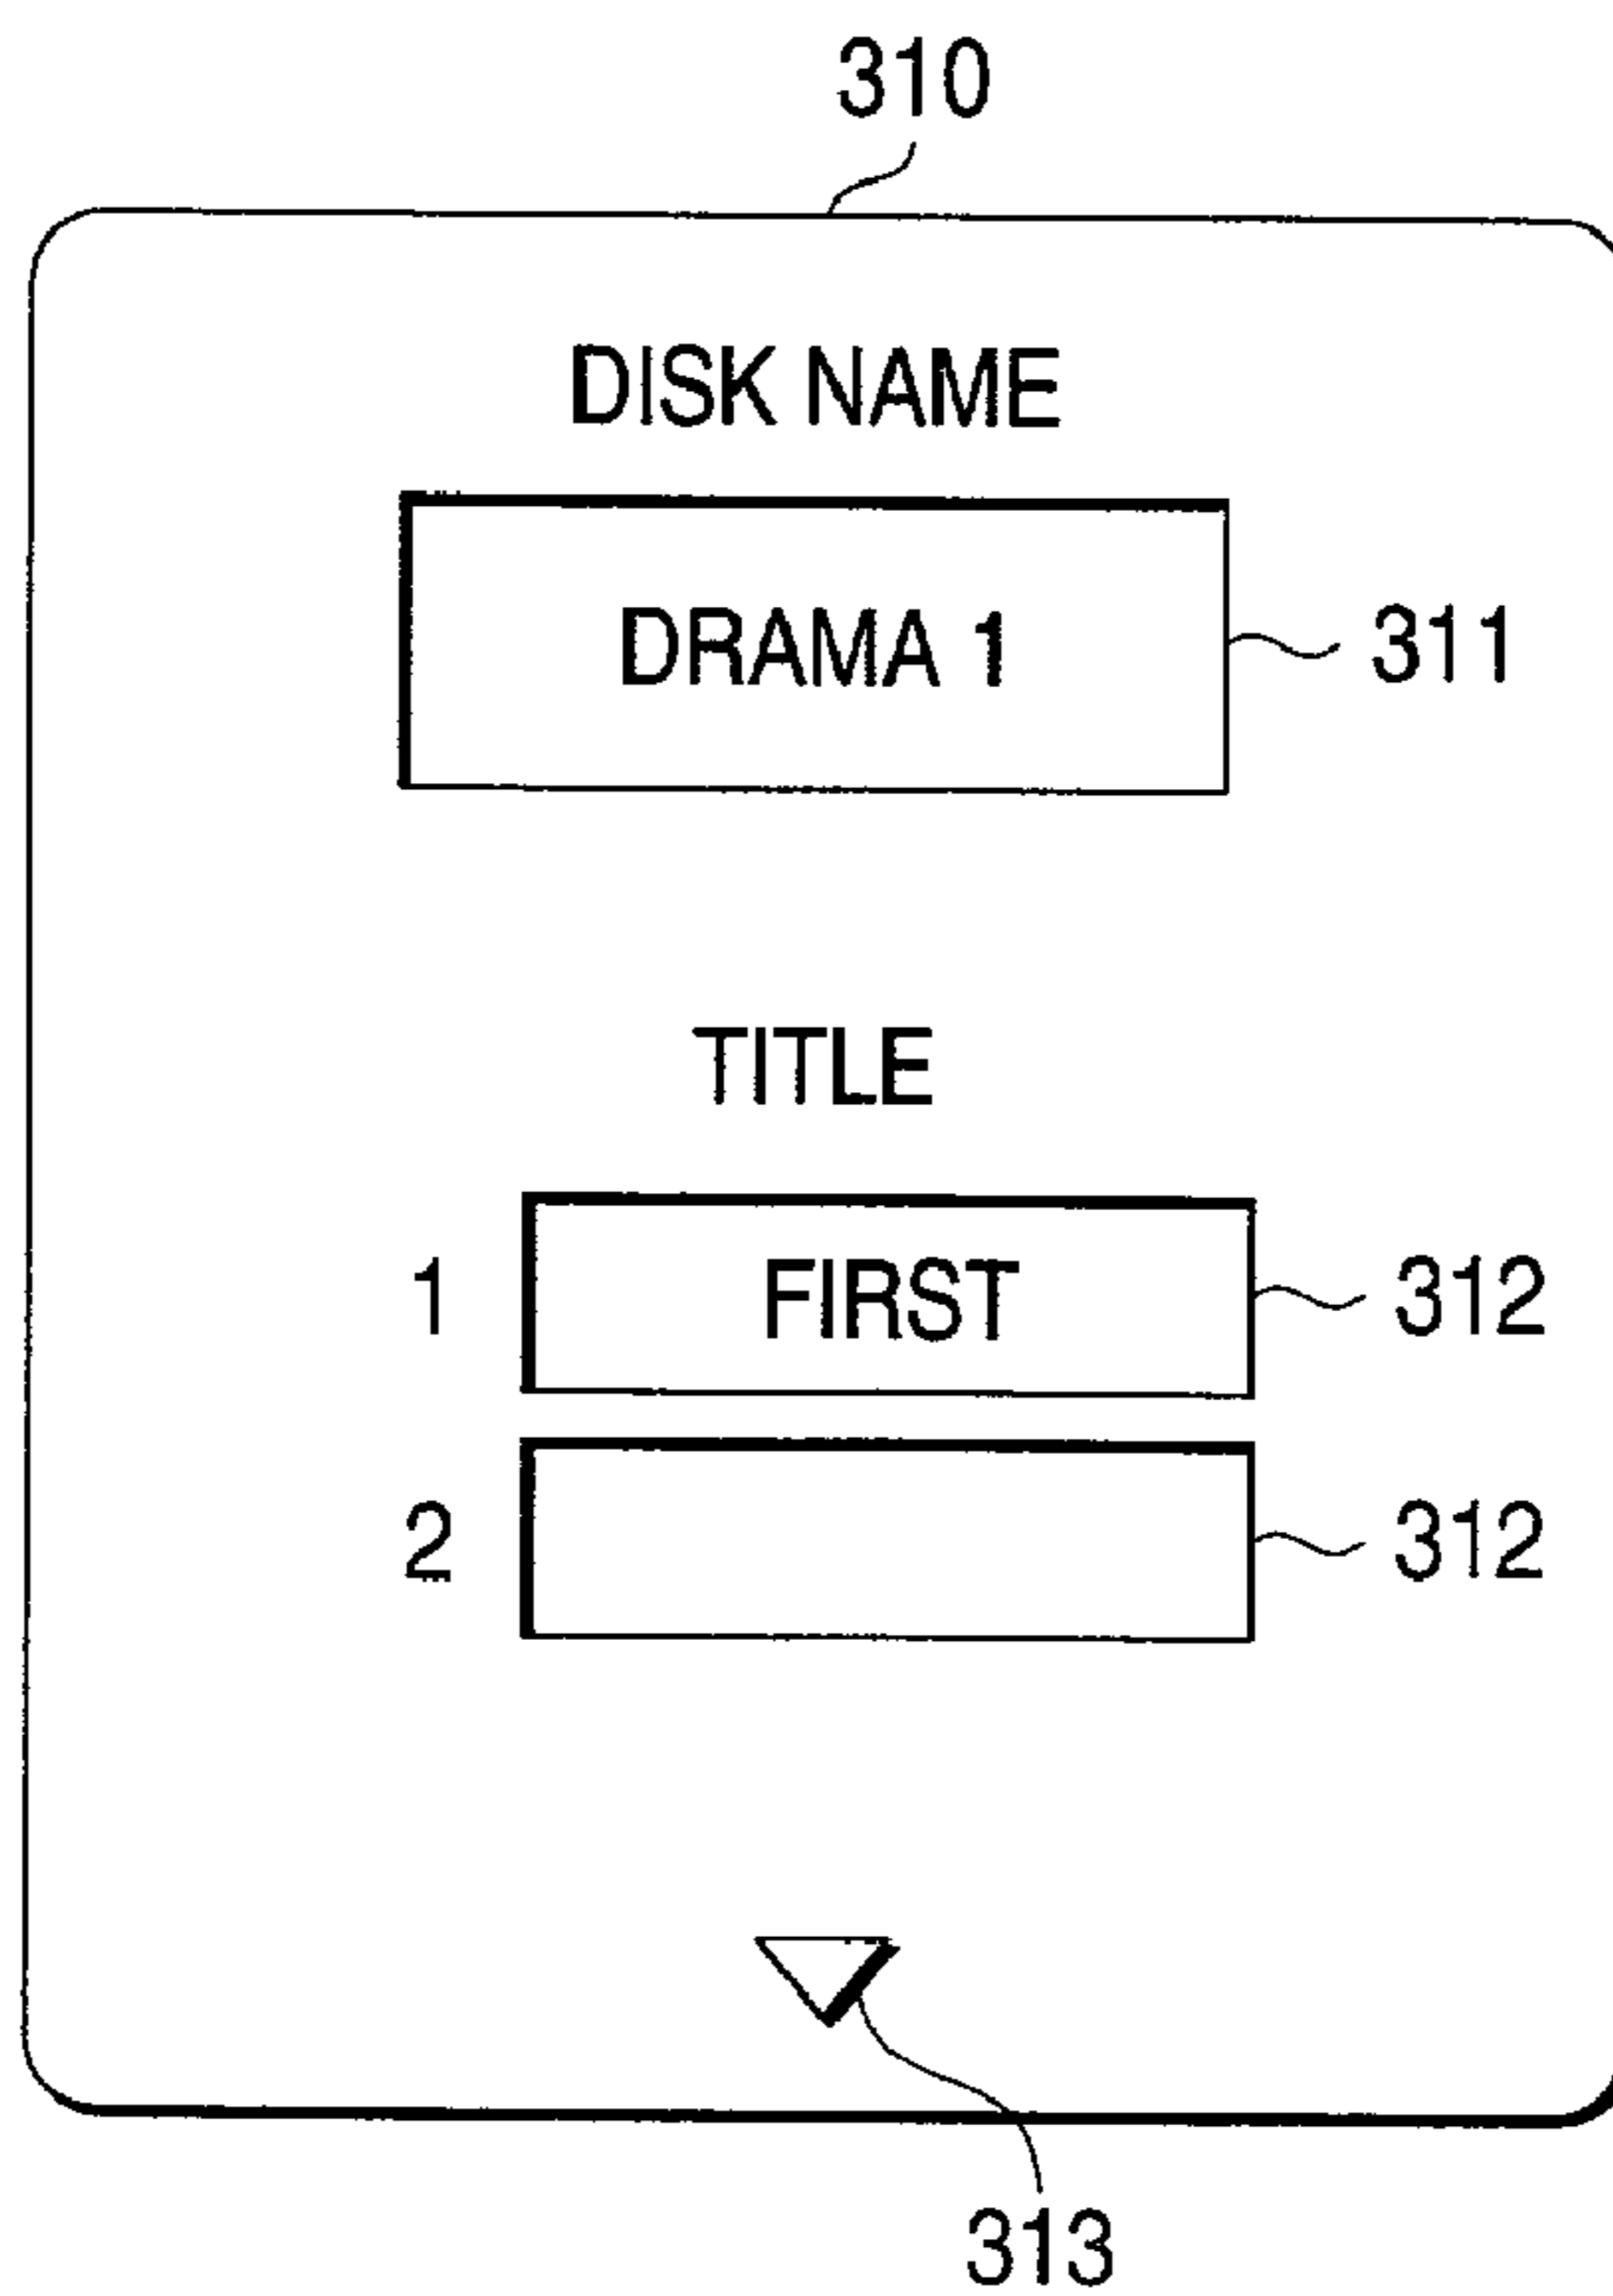 310
DISK NAME
DRAMA 1 311
TITLE
1 FIRST 312
2 312
313